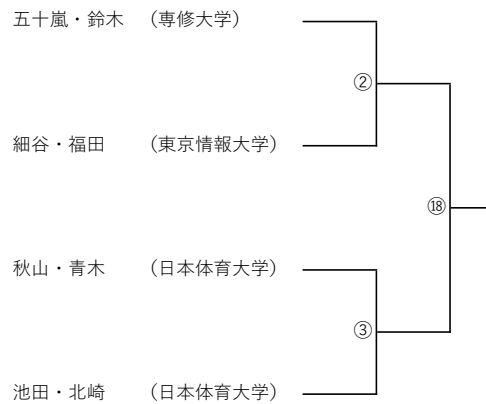 五十嵐・鈴木 （専修大学）
②
細谷・福田 （東京情報大学）
⑱
秋山・青木 （日本体育大学）
③
池田・北崎 （日本体育大学）